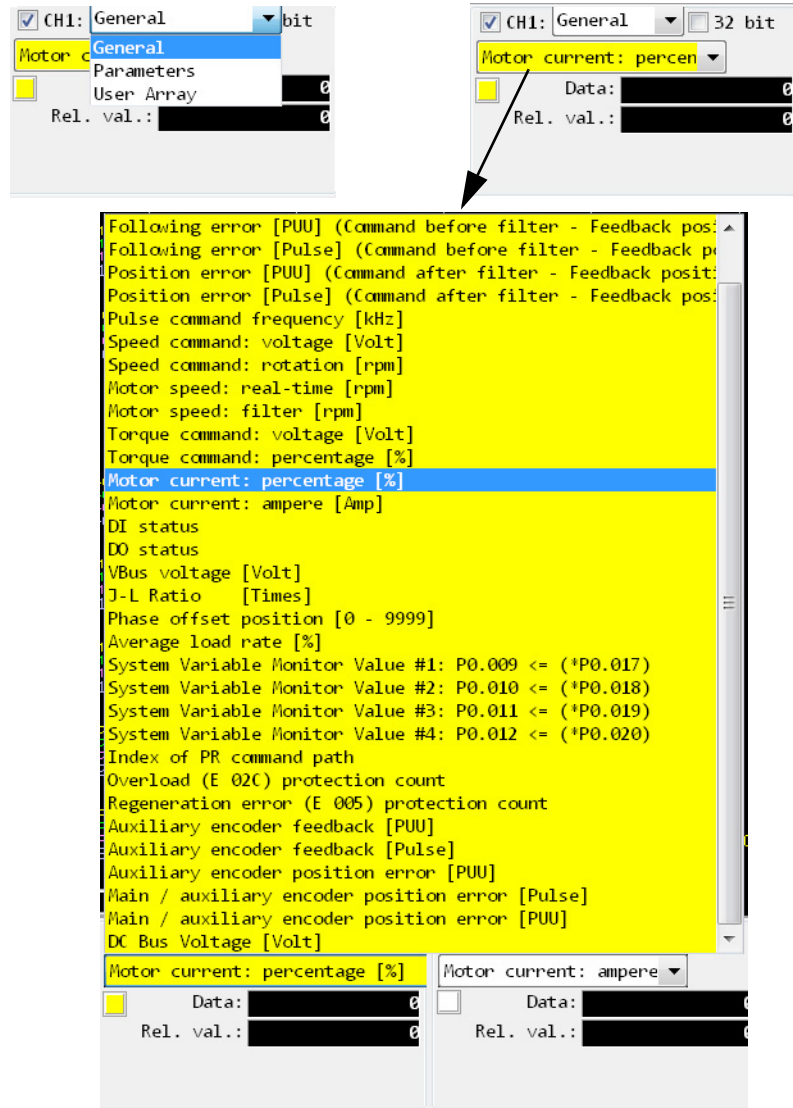 CH1: General bit
General
Motor c
Parameters
User Array
0
Rel. val.: 0
CH1: General 32 bit
Motor current: percen
Data: 0
Rel. val.: 0
Following error [PUU] (Command before filter - Feedback pos
Following error [Pulse] (Command before filter - Feedback p
Position error [PUU] (Command after filter - Feedback positi
Position error [Pulse] (Command after filter - Feedback pos
Pulse command frequency [kHz]
Speed command: voltage [Volt]
Speed command: rotation [rpm]
Motor speed: real-time [rpm]
Motor speed: filter [rpm]
Torque command: voltage [Volt]
Torque command: percentage [%]
Motor current: percentage [%]
Motor current: ampere [Amp]
DI status
DO status
VBus voltage [Volt]
J-L Ratio [Times]
Phase offset position [0 - 9999]
Average load rate [%]
System Variable Monitor Value #1: P0.009 <= (*P0.017)
System Variable Monitor Value #2: P0.010 <= (*P0.018)
System Variable Monitor Value #3: P0.011 <= (*P0.019)
System Variable Monitor Value #4: P0.012 <= (*P0.020)
Index of PR command path
Overload (E 02C) protection count
Regeneration error (E 005) protection count
Auxiliary encoder feedback [PUU]
Auxiliary encoder feedback [Pulse]
Auxiliary encoder position error [PUU]
Main / auxiliary encoder position error [Pulse]
Main / auxiliary encoder position error [PUU]
DC Bus Voltage [Volt]
Motor current: percentage [%] Motor current: ampere
Data: 0 Data: 0
Rel. val.: 0 Rel. val.: 0